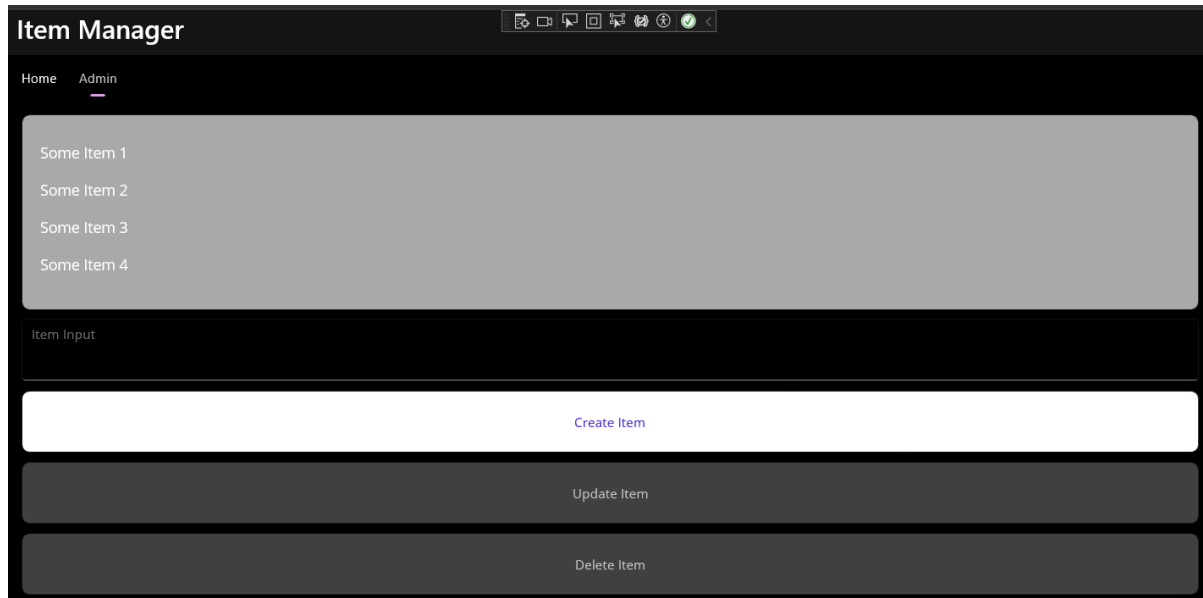 Item Manager
Home Admin
Some Item 1
Some Item 2
Some Item 3
Some Item 4
Item Input
Create Item
Update Item
Delete Item